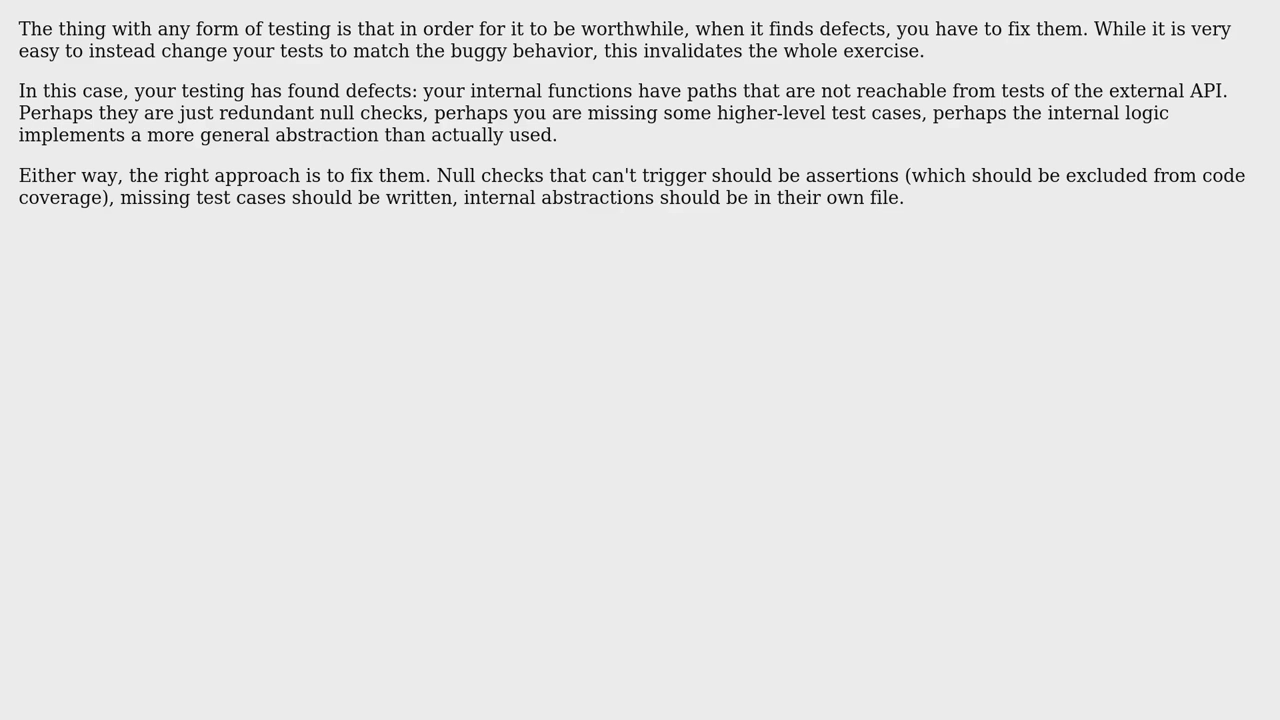 The thing with any form of testing is that in order for it to be worthwhile, when it finds defects, you have to fix them. While it is very
easy to instead change your tests to match the buggy behavior, this invalidates the whole exercise.
In this case, your testing has found defects: your internal functions have paths that are not reachable from tests of the external API.
Perhaps they are just redundant null checks, perhaps you are missing some higher-level test cases, perhaps the internal logic
implements a more general abstraction than actually used.
Either way, the right approach is to fix them. Null checks that can't trigger should be assertions (which should be excluded from code
coverage), missing test cases should be written, internal abstractions should be in their own file.